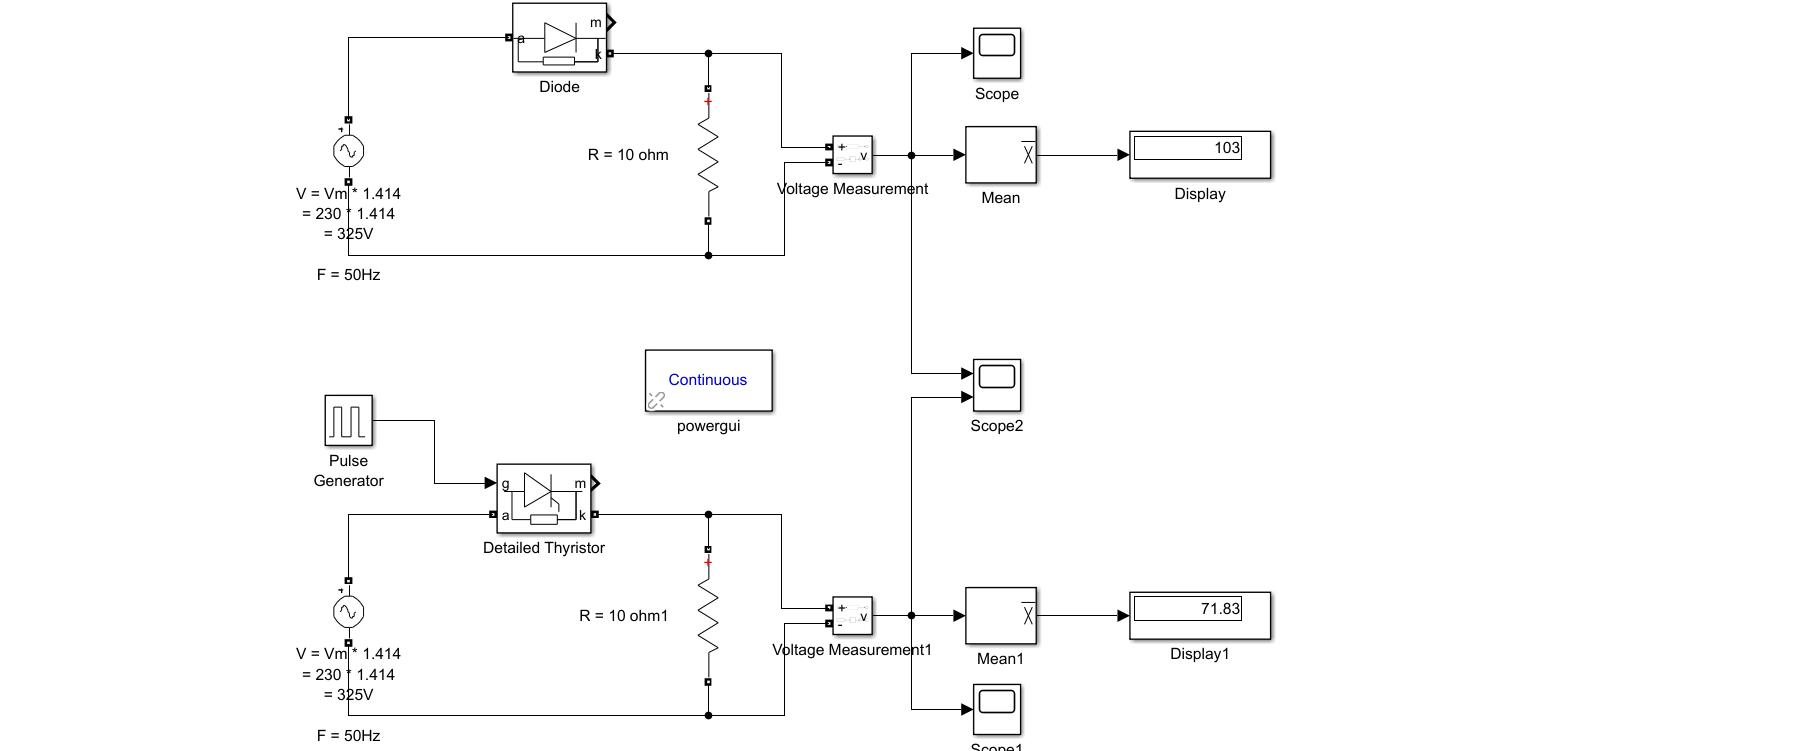 m
a
k
Diode
Scope
R = 10 ohm
+
-
v
Voltage Measurement
X
Mean
103
Display
V = Vm * 1.414
= 230 * 1.414
= 325V
F = 50Hz
Continuous
powergui
Scope2
Pulse
Generator
g
m
a
k
Detailed Thyristor
R = 10 ohm1
+
-
v
Voltage Measurement1
X
Mean1
71.83
Display1
V = Vm * 1.414
= 230 * 1.414
= 325V
F = 50Hz
Scope1